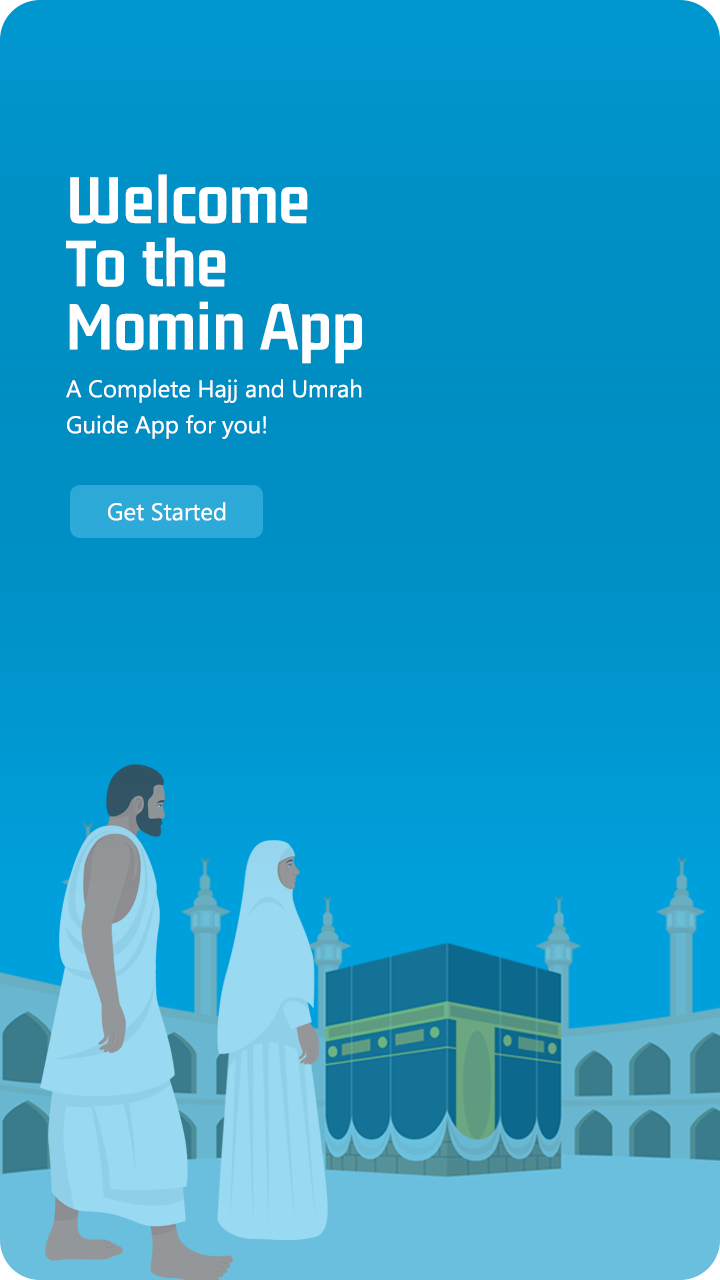 Welcome
To the
Momin App
A Complete Hajj and Umrah
Guide App for you!
Get Started